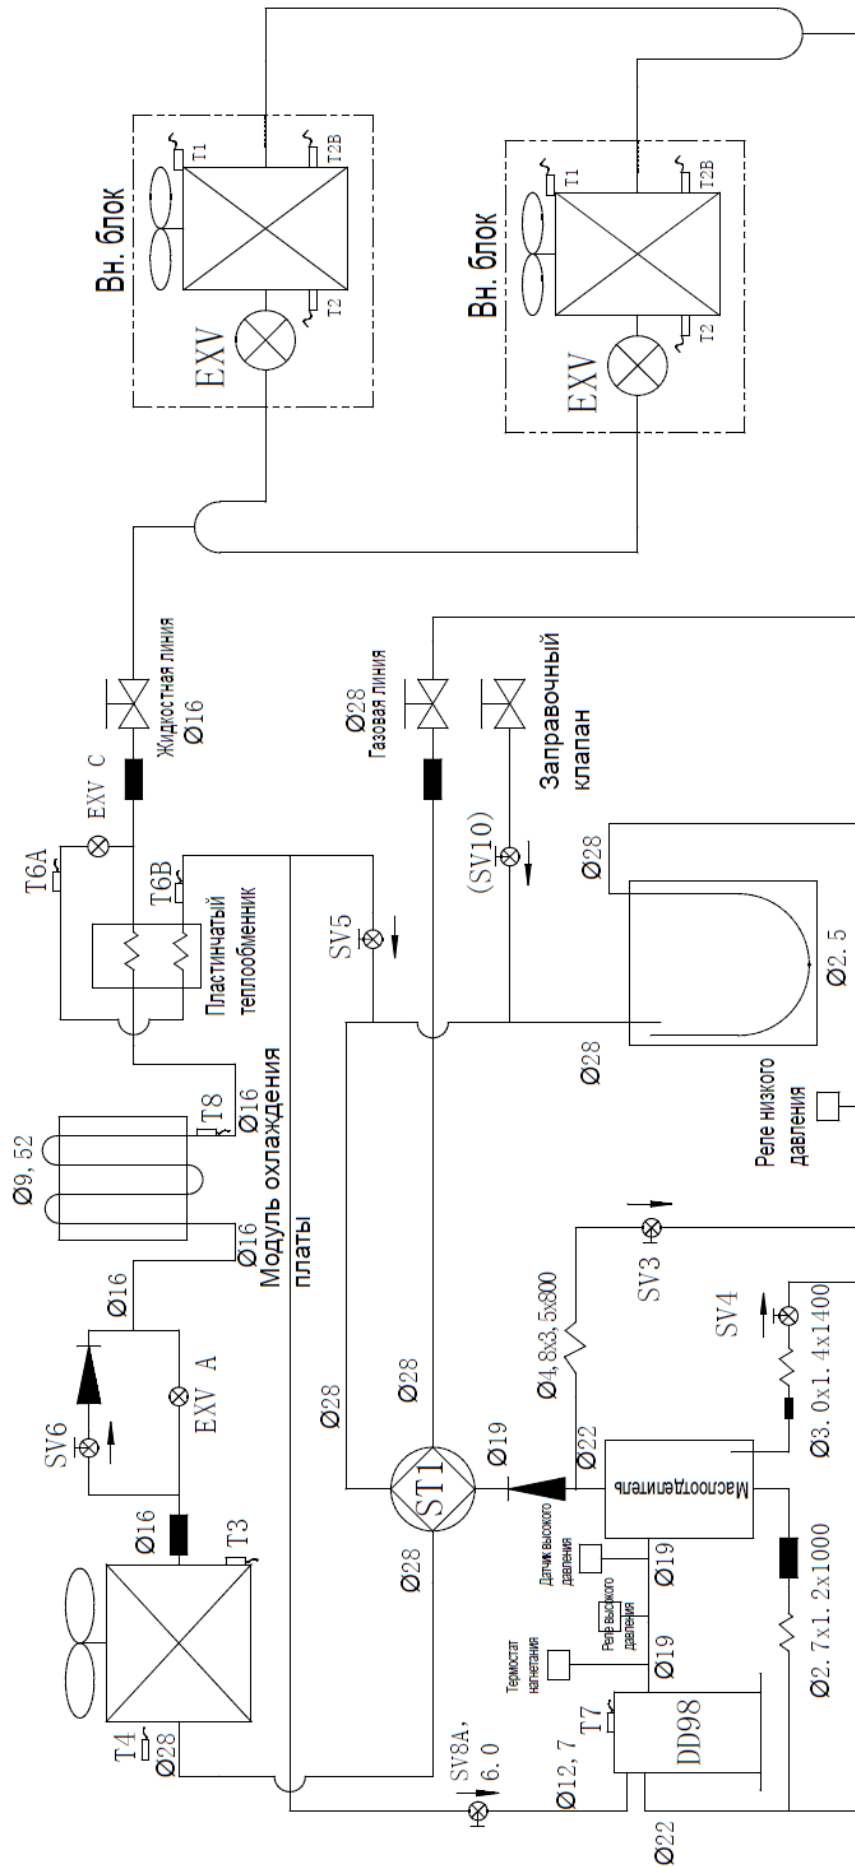 Вн. блок
EXV
T1
T2
T2B
Вн. блок
EXV
T1
T2
T2B
Жидкостная линия
Ø16
EXV C
T6A
T6B
Пластинчатый
теплообменник
Ø28
Газовая линия
Заправочный
клапан
(SV10)
SV5
Ø28
Ø28
Ø2.5
Реле низкого
давления
Ø9,52
T8
Ø16
Ø16
Модуль охлаждения
платы
Ø16
SV6
EXV A
Ø16
T3
T4
Ø28
Ø28
Ø28
ST1
Ø28
Ø19
Ø22
Ø4,8x3,5x800
SV3
SV4
Ø3.0x1.4x1400
Маслоотделитель
Датчик высокого
давления
Ø19
Реле высокого
давления
Ø19
Термостат
нагнетания
Ø2.7x1.2x1000
T7
DD98
SV8A,
6.0
Ø12,7
Ø22